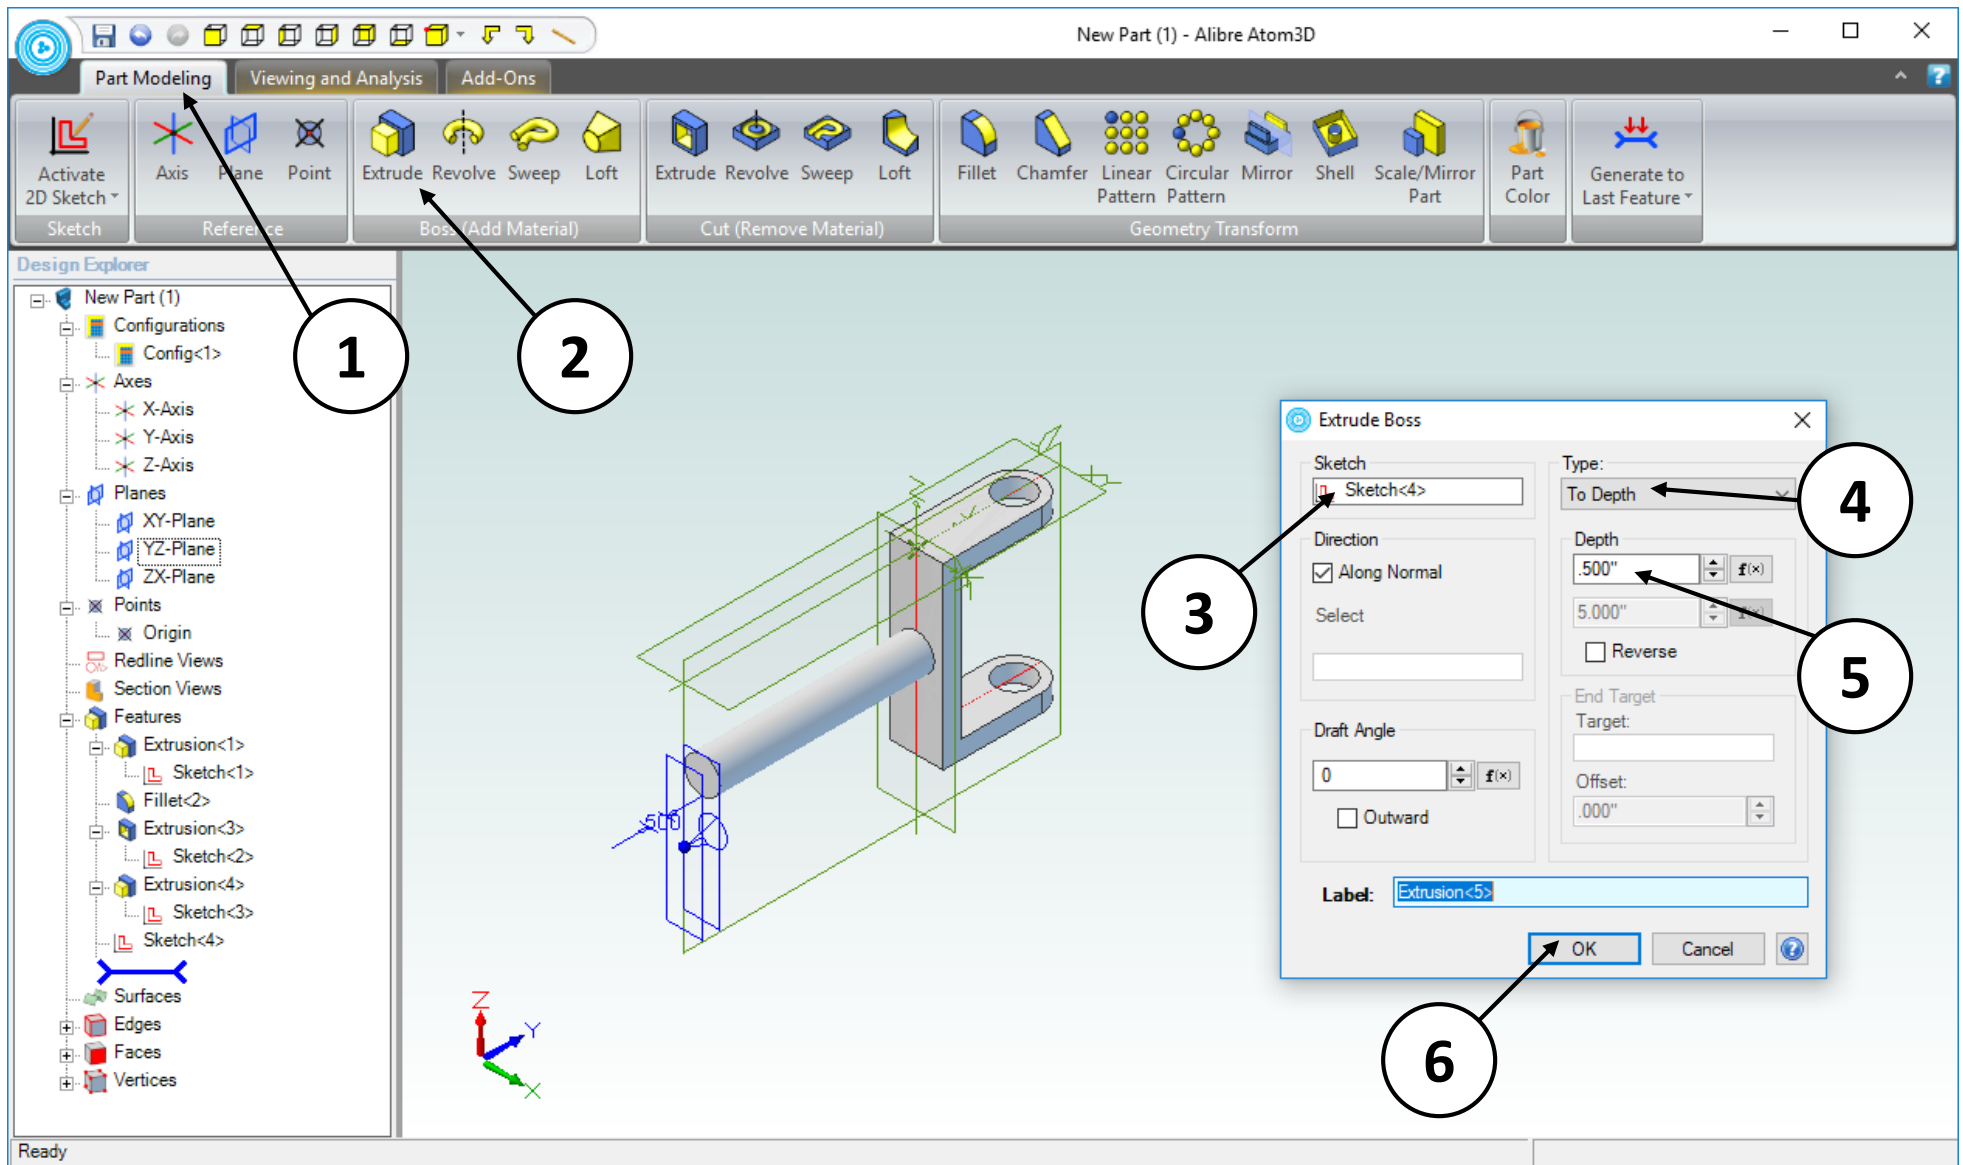 New Part (1) - Alibre Atom3D
Part Modeling
Viewing and Analysis
Add-Ons
Activate
2D Sketch
Sketch
Axis
Plane
Point
Reference
Extrude
Revolve
Sweep
Loft
Boss (Add Material)
Extrude
Revolve
Sweep
Loft
Cut (Remove Material)
Fillet
Chamfer
Linear
Pattern
Circular
Pattern
Mirror
Shell
Scale/Mirror
Part
Geometry Transform
Part
Color
Generate to
Last Feature
Design Explorer
New Part (1)
Configurations
Config<1>
Axes
X-Axis
Y-Axis
Z-Axis
Planes
XY-Plane
YZ-Plane
ZX-Plane
Points
Origin
Redline Views
Section Views
Features
Extrusion<1>
Sketch<1>
Fillet<2>
Extrusion<3>
Sketch<2>
Extrusion<4>
Sketch<3>
Sketch<4>
Surfaces
Edges
Faces
Vertices
1
2
.500
Z
Y
X
Extrude Boss
Sketch
Sketch<4>
Direction
Along Normal
Select
Draft Angle
0
f(x)
Outward
Type:
To Depth
Depth
.500"
f(x)
5.000"
f(x)
Reverse
End Target
Target:
Offset:
.000"
Label:
Extrusion<5>
OK
Cancel
3
4
5
6
Ready